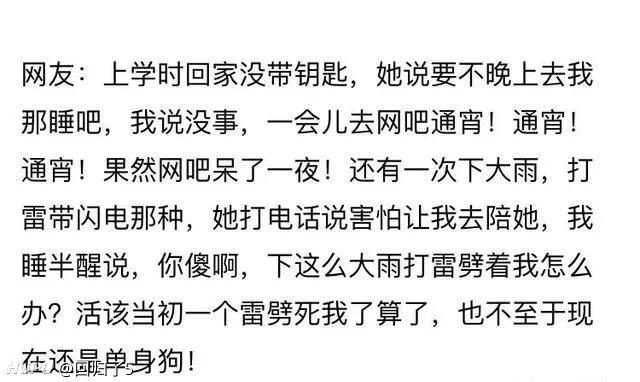 网友：上学时回家没带钥匙，她说要不晚上去我
那睡吧，我说没事，一会儿去网吧通宵！通宵！
通宵！果然网吧呆了一夜！还有一次下大雨，打
雷带闪电那种，她打电话说害怕让我去陪她，我
睡半醒说，你傻啊，下这么大雨打雷劈着我怎么
办？活该当初一个雷劈死我了算了，也不至于现
在还是单身狗！